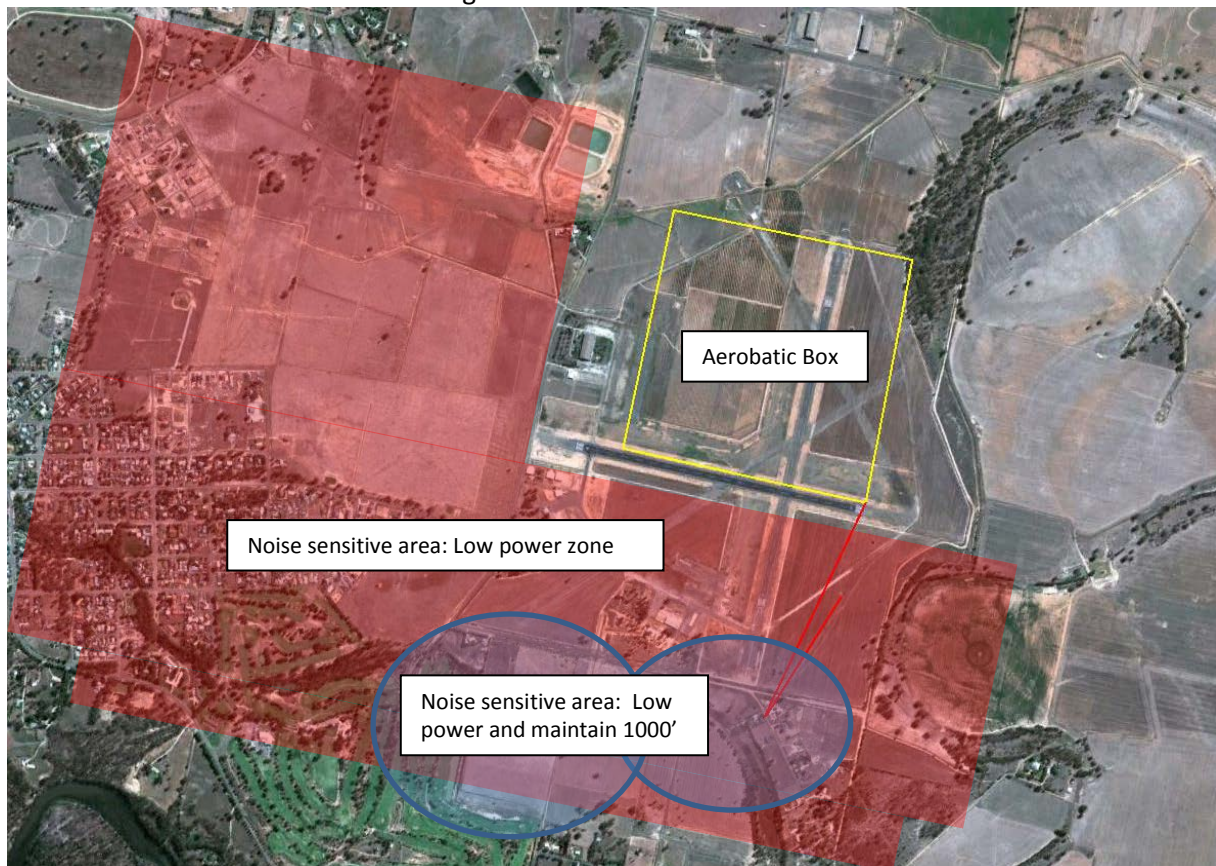 g
Aerobatic Box
Noise sensitive area: Low power zone
Noise sensitive area:  Low
power and maintain 1000’